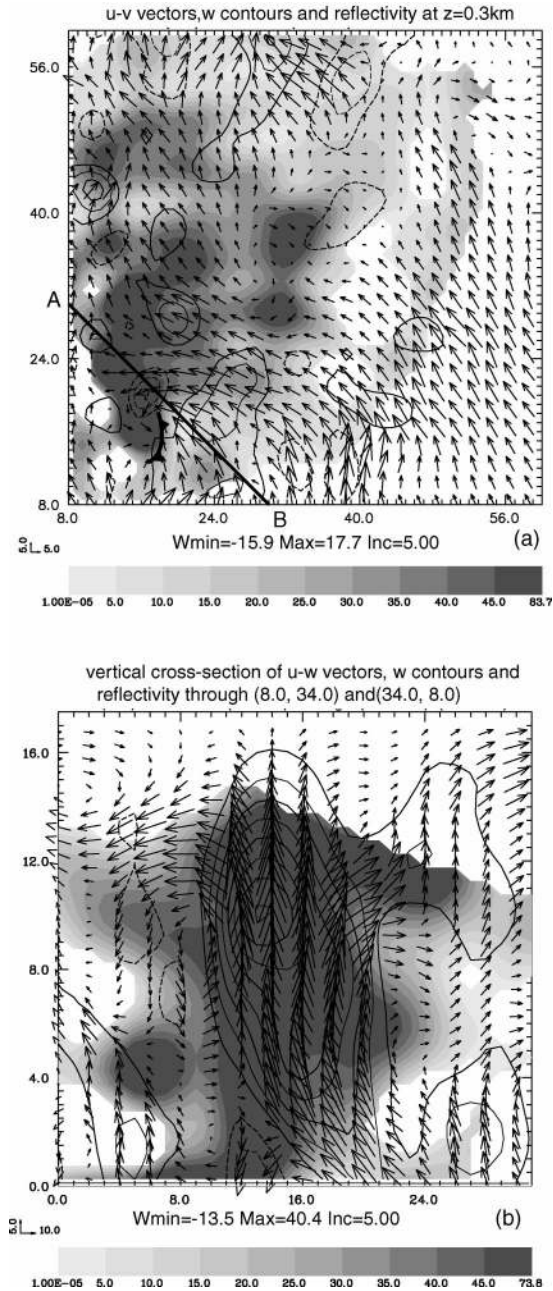 u-v vectors,w contours and reflectivity at z=0.3km
56.0
40.0
A
24.0
8.0
8.0 24.0 40.0 56.0
B
5.0 5.0
Wmin=-15.9 Max=17.7 Inc=5.00 (a)
1.00E-05 5.0 10.0 15.0 20.0 25.0 30.0 35.0 40.0 45.0 63.7
vertical cross-section of u-w vectors, w contours and
reflectivity through (8.0, 34.0) and(34.0, 8.0)
16.0
12.0
8.0
4.0
0.0
0.0 8.0 16.0 24.0
5.0 10.0
Wmin=-13.5 Max=40.4 Inc=5.00 (b)
1.00E-05 5.0 10.0 15.0 20.0 25.0 30.0 35.0 40.0 45.0 73.8